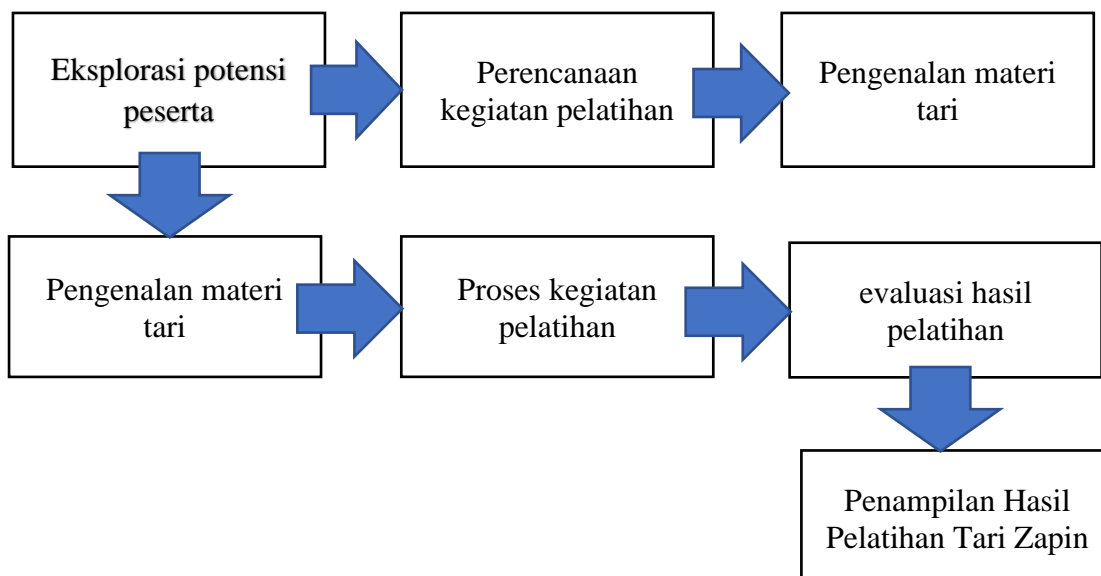 Eksplorasi potensi
peserta
Perencanaan
kegiatan pelatihan
Pengenalan materi
tari
Pengenalan materi
tari
Proses kegiatan
pelatihan
evaluasi hasil
pelatihan
Penampilan Hasil
Pelatihan Tari Zapin